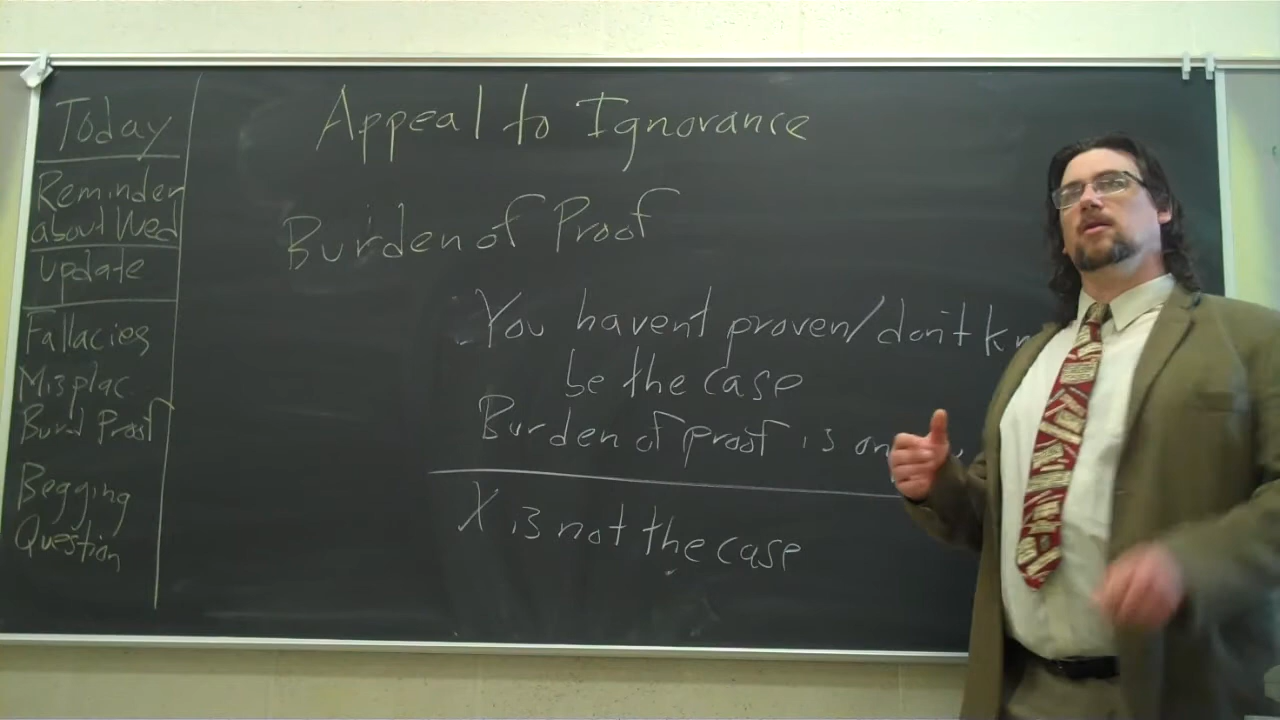 Today
Reminder
about Wed
update
Fallacies
Misplac.
Burd Proof
Begging
Question
Appeal to Ignorance
Burden of Proof
You havent proven/don't
be the case
Burden of proof is on
X is not the case